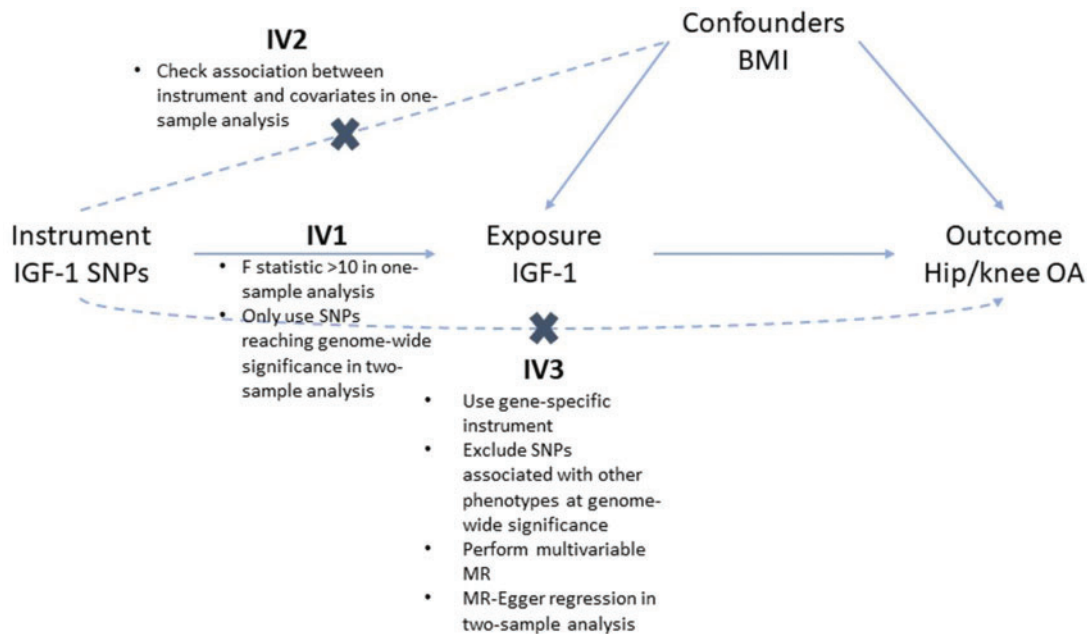 Confounders
BMI
IV2
• Check association between
instrument and covariates in one-
sample analysis
Instrument
IGF-1 SNPs
IV1
• F statistic >10 in one-
sample analysis
• Only use SNPs
reaching genome-wide
significance in two-
sample analysis
Exposure
IGF-1
Outcome
Hip/knee OA
IV3
• Use gene-specific
instrument
• Exclude SNPs
associated with other
phenotypes at genome-
wide significance
• Perform multivariable
MR
• MR-Egger regression in
two-sample analysis